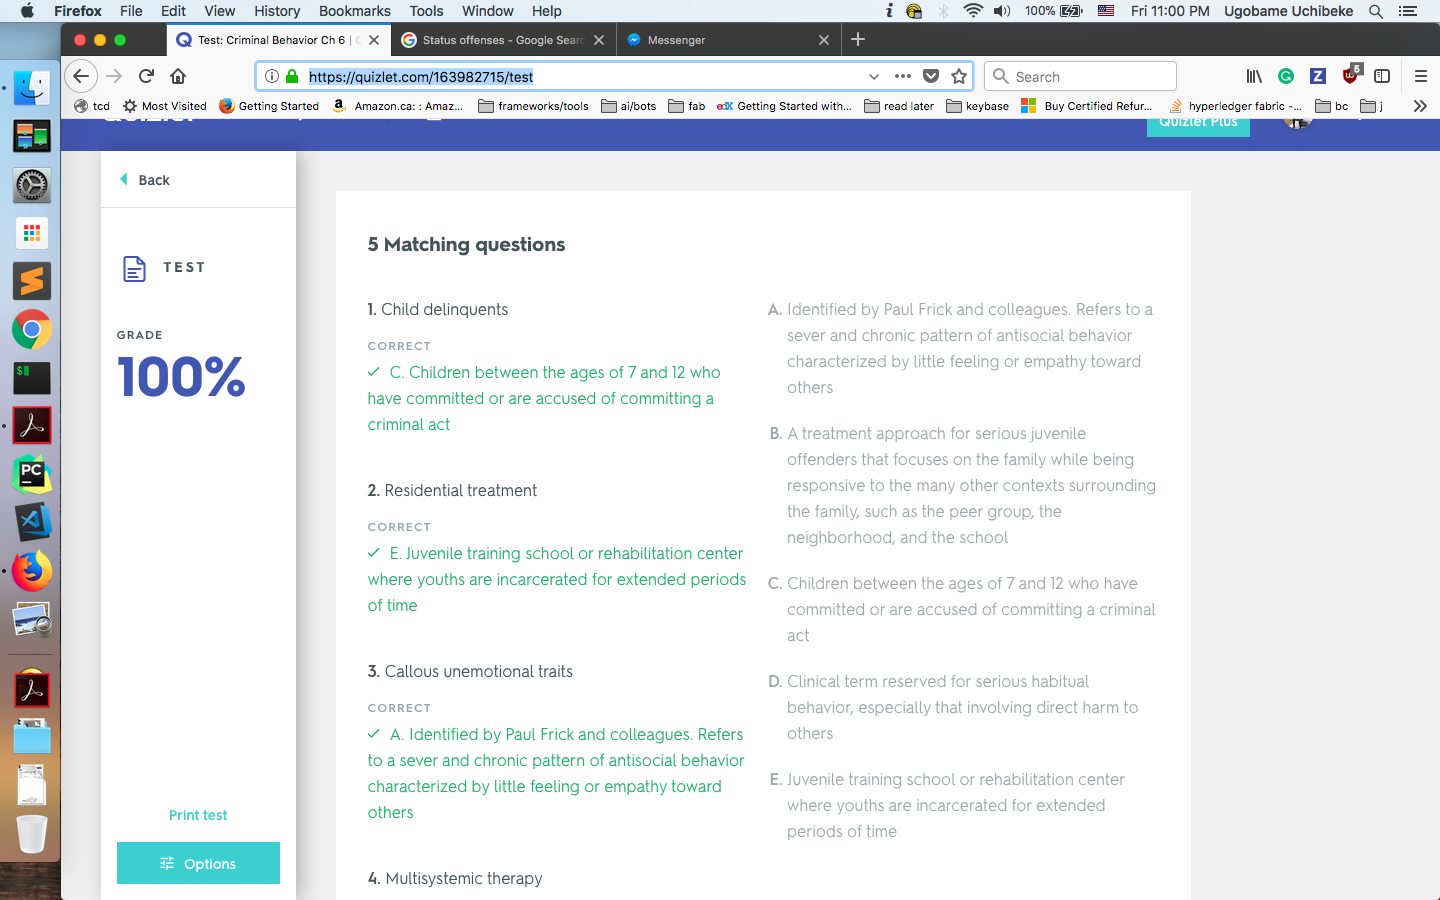 Firefox File Edit View History Bookmarks Tools Window Help 100% Fri 11:00 PM Ugobame Uchibeke
Test: Criminal Behavior Ch 6 |
Status offenses - Google Sear
Messenger
https://quizlet.com/163982715/test
Search
5
tcd Most Visited Getting Started Amazon.ca: : Amaz... frameworks/tools ai/bots fab edX Getting Started with... read later keybase Buy Certified Refur... hyperledger fabric -... bc j
Quizlet Plus
Back
TEST
GRADE
100%
Print test
Options
5 Matching questions
1. Child delinquents
CORRECT
C. Children between the ages of 7 and 12 who
have committed or are accused of committing a
criminal act
2. Residential treatment
CORRECT
E. Juvenile training school or rehabilitation center
where youths are incarcerated for extended periods
of time
3. Callous unemotional traits
CORRECT
A. Identified by Paul Frick and colleagues. Refers
to a sever and chronic pattern of antisocial behavior
characterized by little feeling or empathy toward
others
4. Multisystemic therapy
A. Identified by Paul Frick and colleagues. Refers to a
sever and chronic pattern of antisocial behavior
characterized by little feeling or empathy toward
others
B. A treatment approach for serious juvenile
offenders that focuses on the family while being
responsive to the many other contexts surrounding
the family, such as the peer group, the
neighborhood, and the school
C. Children between the ages of 7 and 12 who have
committed or are accused of committing a criminal
act
D. Clinical term reserved for serious habitual
behavior, especially that involving direct harm to
others
E. Juvenile training school or rehabilitation center
where youths are incarcerated for extended
periods of time